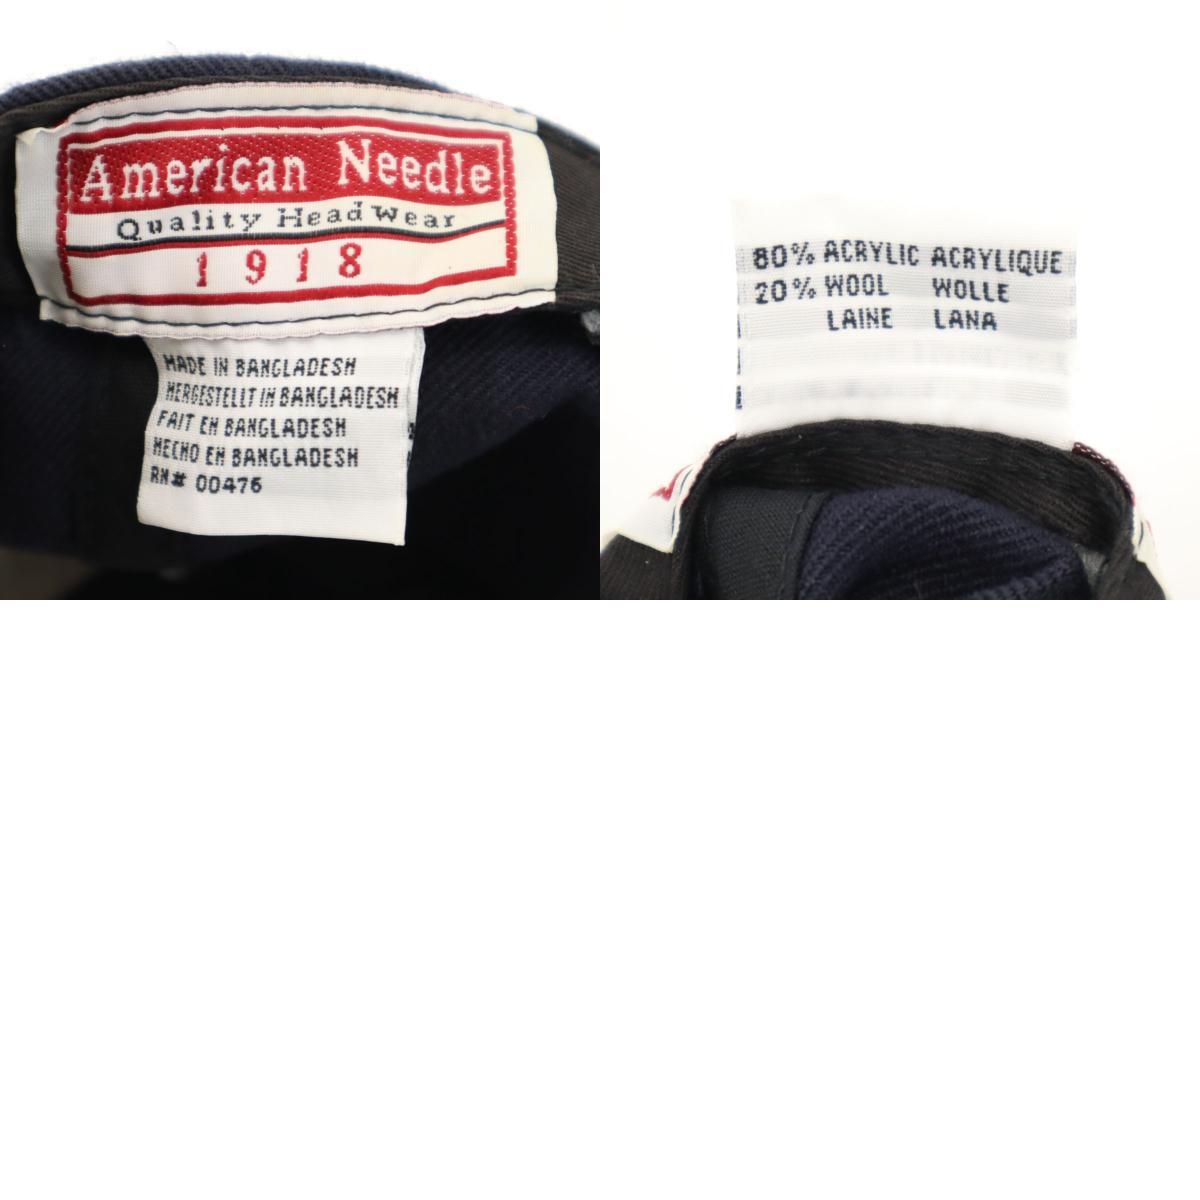 American Needle
Quality HeadWear
1918
MADE IN BANGLADESH
HERGESTELLT IN BANGLADESH
FAIT EN BANGLADESH
HECHO EN BANGLADESH
RN# 00476
80% ACRYLIC ACRYLIQUE
20% WOOL WOLLE
LAINE LANA